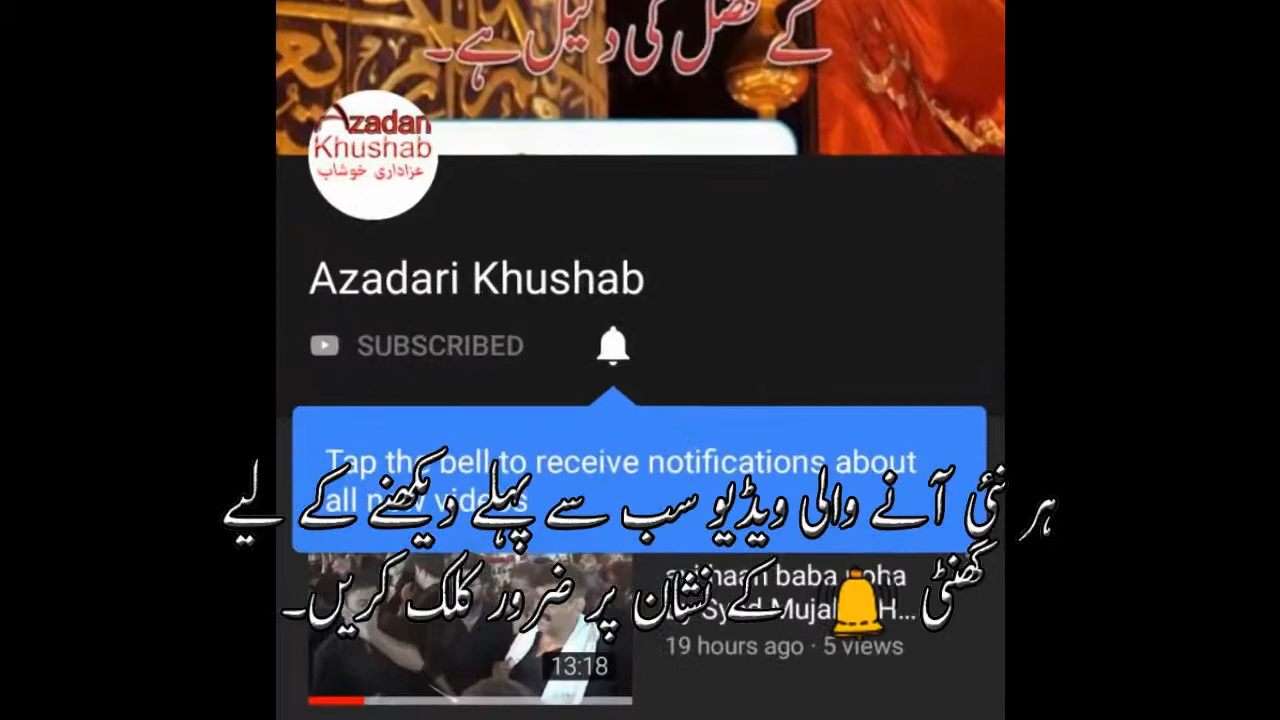 کے فضل کی دلیل ہے۔
Azadari
Khushab
عزاداری خوشاب
Azadari Khushab
SUBSCRIBED
Tap the bell to receive notifications about
all new videos
ہر نئی آنے والی ویڈیو سب سے پہلے دیکھنے کے لیے
گھنٹی کے نشان پر ضرور کلک کریں۔
baba noha
by Syed
19 hours ago · 5 views
13:18